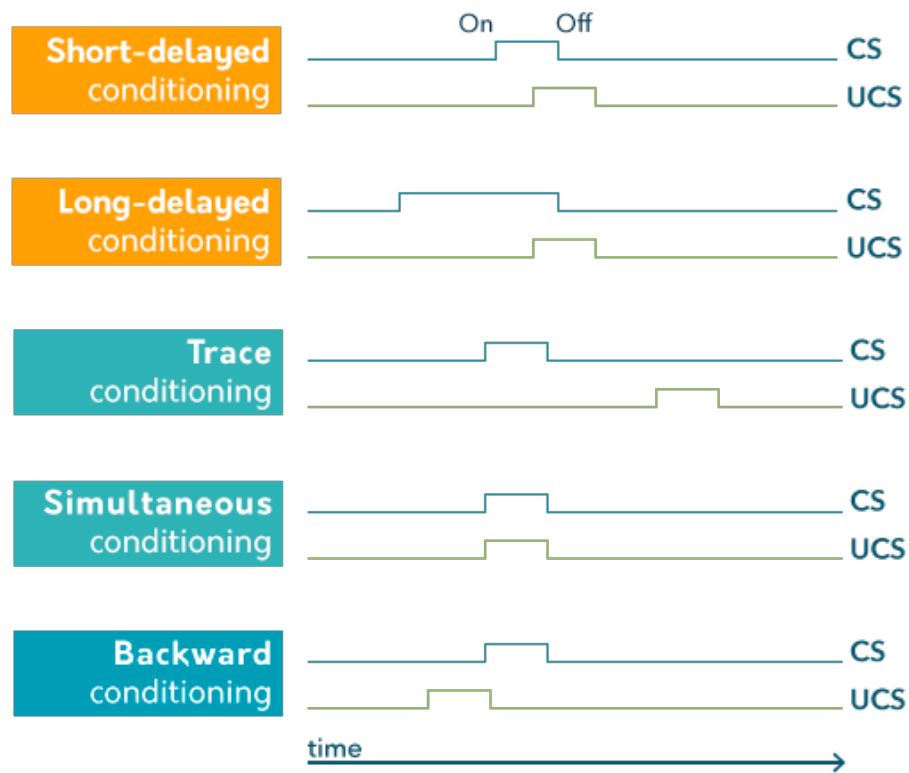 On Off
Short-delayed
conditioning
CS
UCS
Long-delayed
conditioning
CS
UCS
Trace
conditioning
CS
UCS
Simultaneous
conditioning
CS
UCS
Backward
conditioning
CS
UCS
time